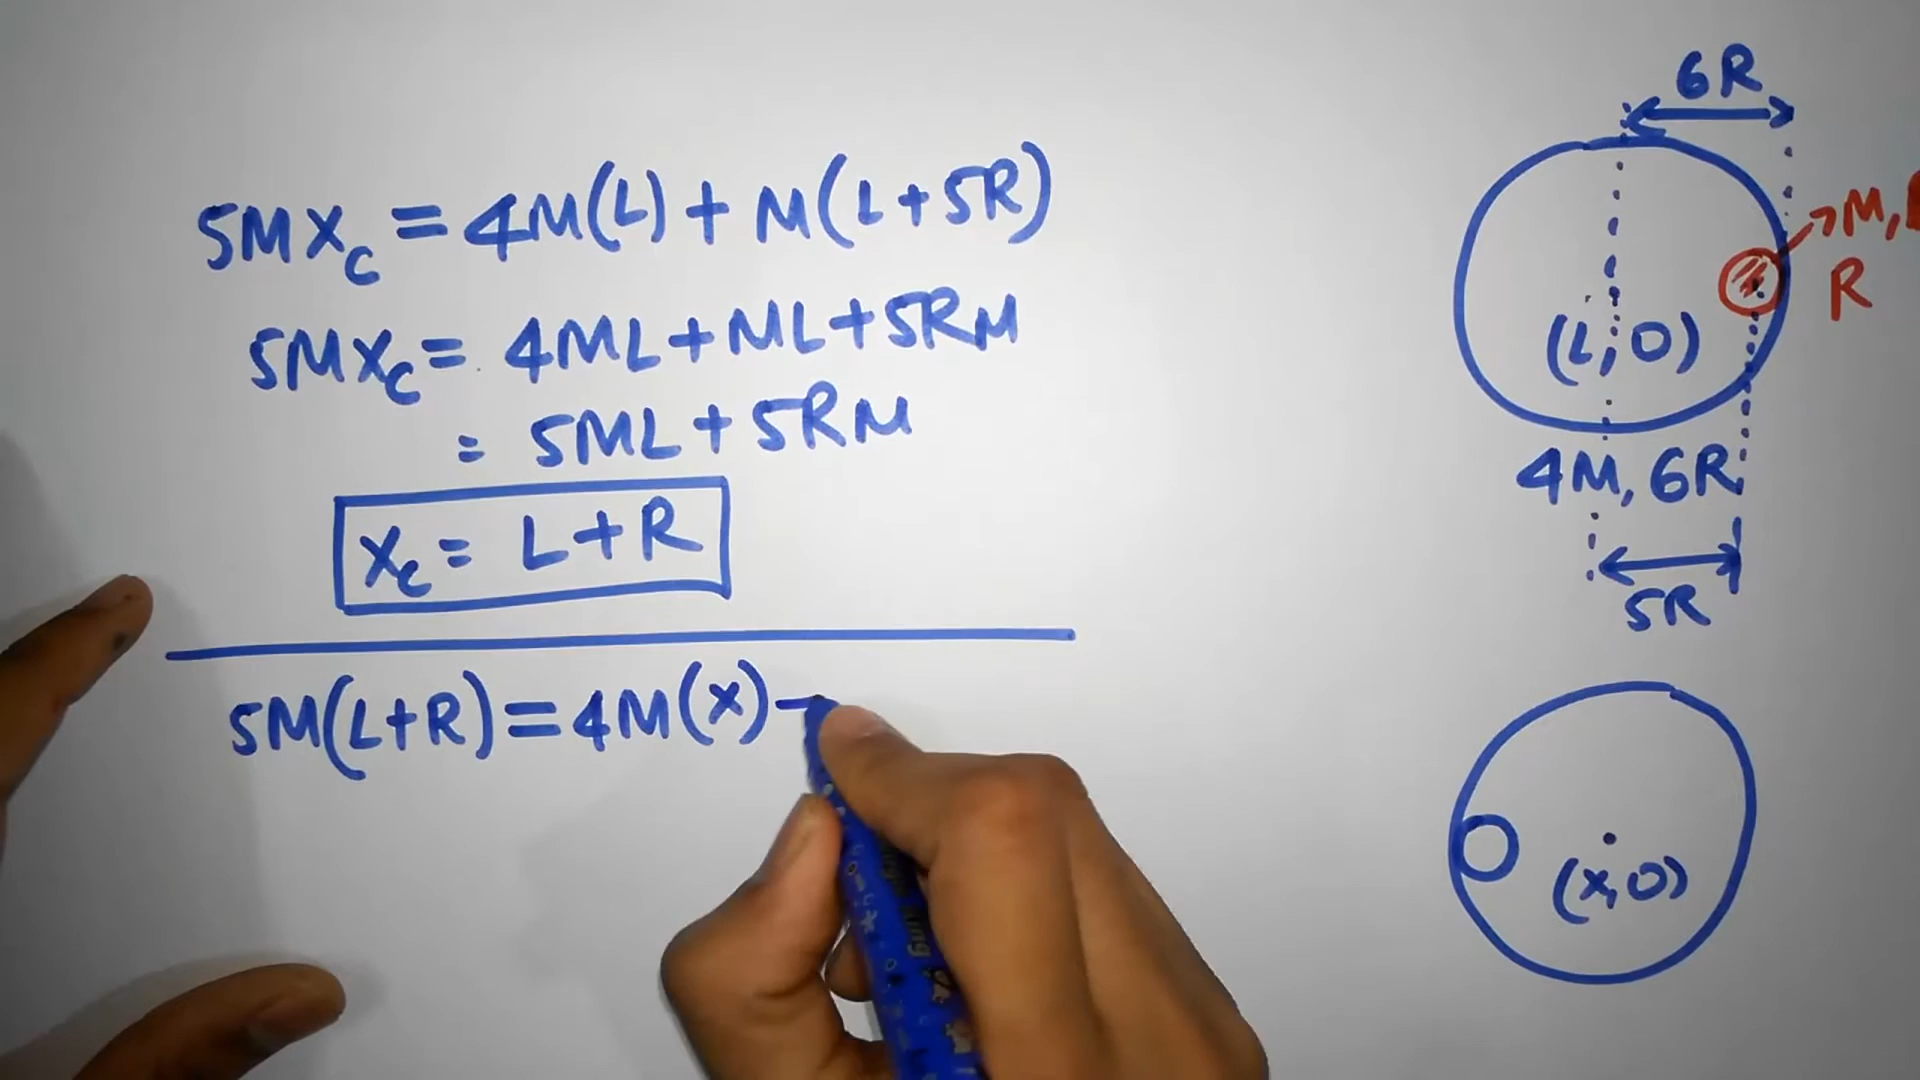 5MX_c = 4M(L) + M(L+5R)
5MX_c = 4ML + ML + 5RM
= 5ML + 5RM
X_c = L+R
5M(L+R) = 4M(X) -
6R
M,
R
(L,0)
4M, 6R
5R
(X,0)